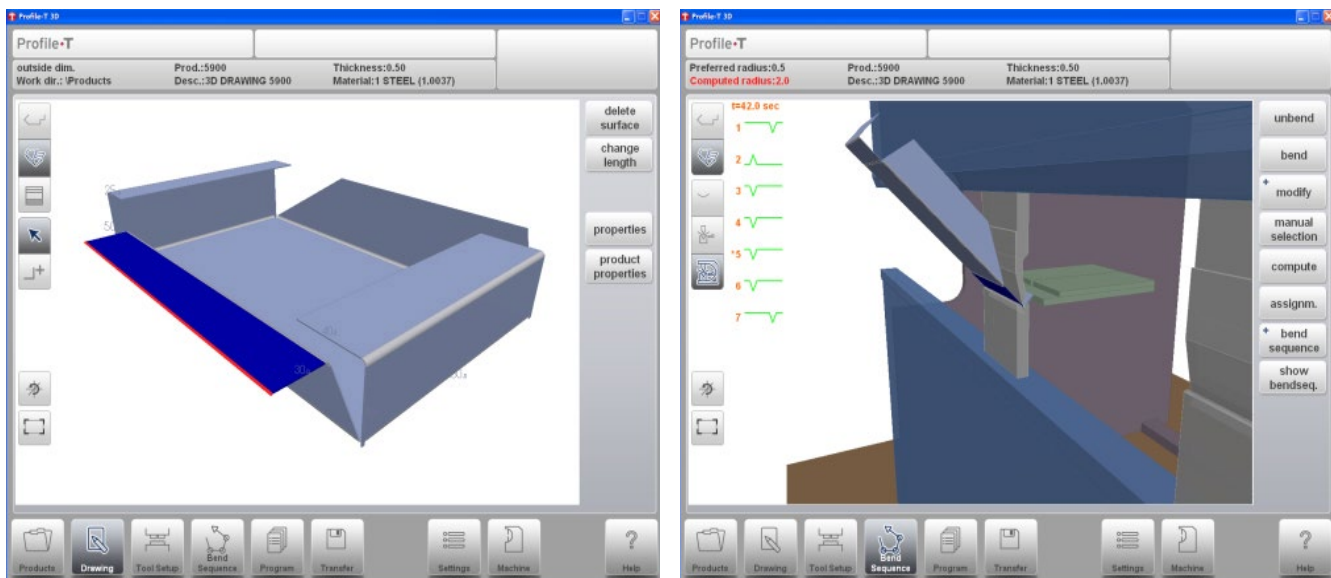 Profile-T 3D
Profile•T
outside dim.
Prod.:5900
Thickness:0.50
Work dir.: \Products
Desc.:3D DRAWING 5900
Material:1 STEEL (1.0037)
delete
surface
change
length
properties
product
properties
30
Products
Drawing
Tool Setup
Bend
Sequence
Program
Transfer
Settings
Machine
?
Help
Profile-T 3D
Profile•T
Preferred radius:0.5
Prod.:5900
Thickness:0.50
Computed radius:2.0
Desc.:3D DRAWING 5900
Material:1 STEEL (1.0037)
t=42.0 sec
1
2
3
4
*5
6
7
unbend
bend
+ modify
manual
selection
compute
assignm.
+ bend
sequence
show
bendseq.
Products
Drawing
Tool Setup
Bend
Sequence
Program
Transfer
Settings
Machine
?
Help